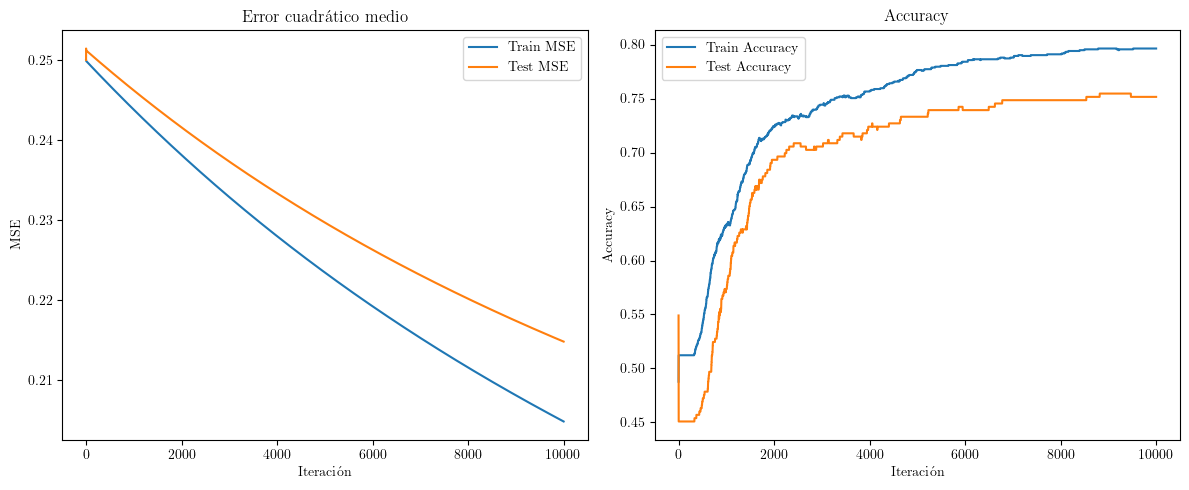 Error cuadrático medio
MSE
0.25
0.24
0.23
0.22
0.21
0
2000
4000
6000
8000
10000
Iteración
Train MSE
Test MSE
Accuracy
Accuracy
0.80
0.75
0.70
0.65
0.60
0.55
0.50
0.45
0
2000
4000
6000
8000
10000
Iteración
Train Accuracy
Test Accuracy